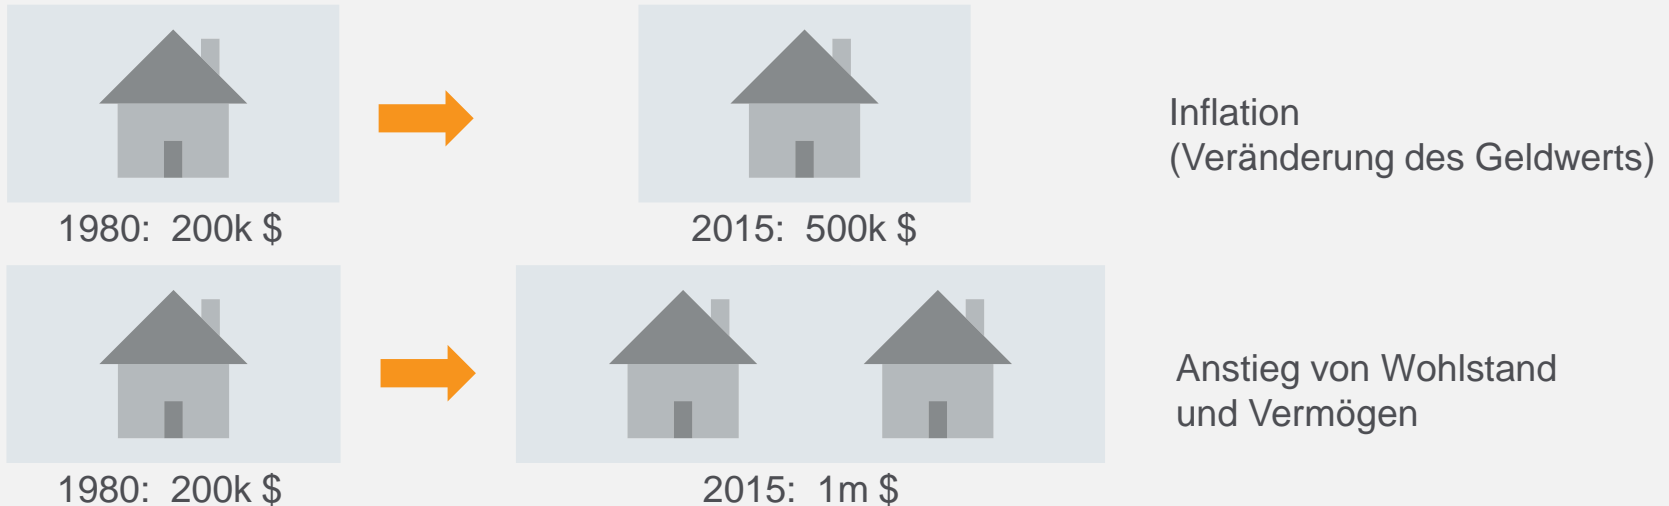 Inflation
(Veränderung des Geldwerts)
1980: 200k $
2015: 500k $
Anstieg von Wohlstand
und Vermögen
1980: 200k $
2015: 1m $